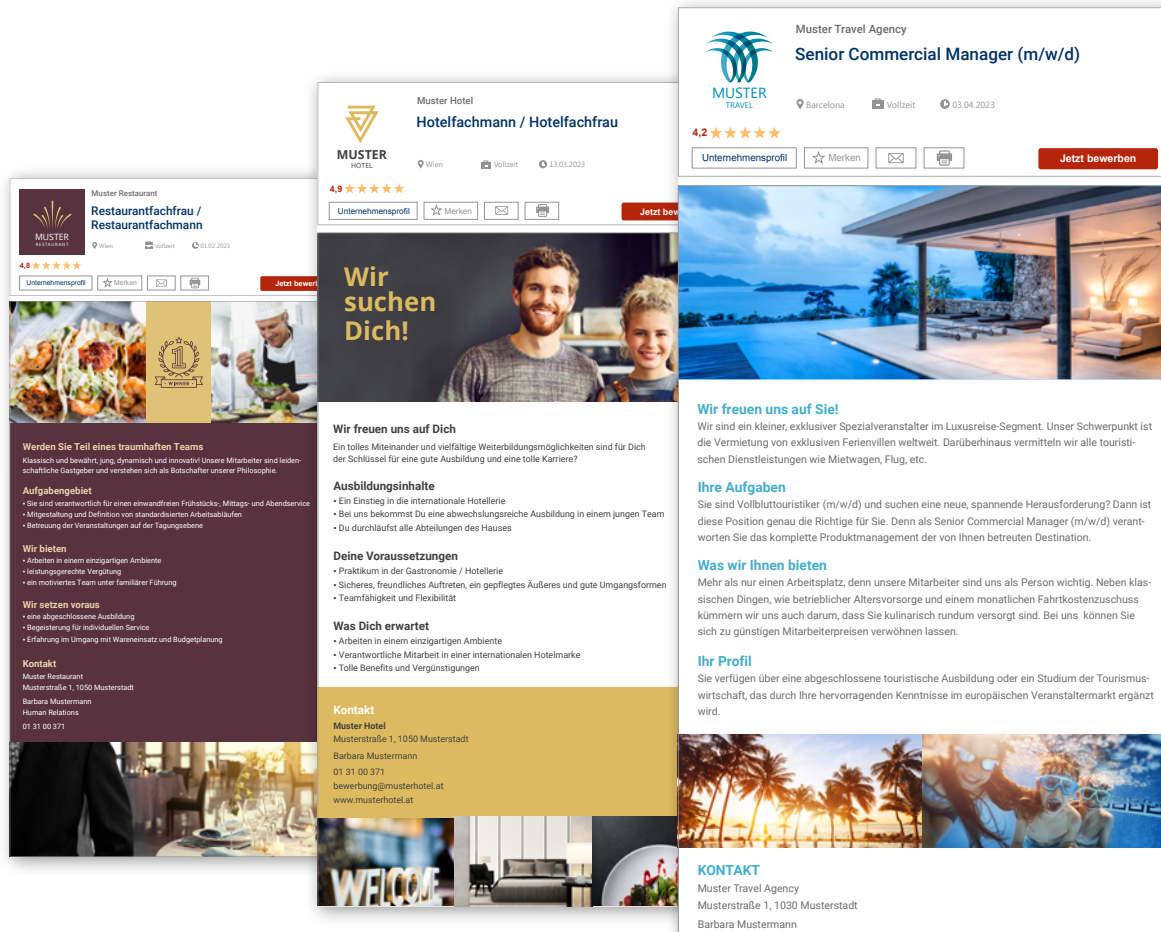 MUSTER
RESTAURANT
Muster Restaurant
Restaurantfachfrau /
Restaurantfachmann
Wien
Vollzeit
01.02.2023
4,8
Unternehmensprofil
Merken
Jetzt bewerb
1
WINNER
Werden Sie Teil eines traumhaften Teams
Klassisch und bewährt, jung, dynamisch und innovativ! Unsere Mitarbeiter sind leiden-
schaftliche Gastgeber und verstehen sich als Botschafter unserer Philosophie.
Aufgabengebiet
• Sie sind verantwortlich für einen einwandfreien Frühstücks-, Mittags- und Abendservice
• Mitgestaltung und Definition von standardisierten Arbeitsabläufen
• Betreuung der Veranstaltungen auf der Tagungsebene
Wir bieten
• Arbeiten in einem einzigartigen Ambiente
• leistungsgerechte Vergütung
• ein motiviertes Team unter familiärer Führung
Wir setzen voraus
• eine abgeschlossene Ausbildung
• Begeisterung für individuellen Service
• Erfahrung im Umgang mit Wareneinsatz und Budgetplanung
Kontakt
Muster Restaurant
Musterstraße 1, 1050 Musterstadt
Barbara Mustermann
Human Relations
01 31 00 371
MUSTER
HOTEL
Muster Hotel
Hotelfachmann / Hotelfachfrau
Wien
Vollzeit
13.03.2023
4,9
Unternehmensprofil
Merken
Jetzt bew
Wir
suchen
Dich!
Wir freuen uns auf Dich
Ein tolles Miteinander und vielfältige Weiterbildungsmöglichkeiten sind für Dich
der Schlüssel für eine gute Ausbildung und eine tolle Karriere?
Ausbildungsinhalte
• Ein Einstieg in die internationale Hotellerie
• Bei uns bekommst Du eine abwechslungsreiche Ausbildung in einem jungen Team
• Du durchläufst alle Abteilungen des Hauses
Deine Voraussetzungen
• Praktikum in der Gastronomie / Hotellerie
• Sicheres, freundliches Auftreten, ein gepflegtes Äußeres und gute Umgangsformen
• Teamfähigkeit und Flexibilität
Was Dich erwartet
• Arbeiten in einem einzigartigen Ambiente
• Verantwortliche Mitarbeit in einer internationalen Hotelmarke
• Tolle Benefits und Vergünstigungen
Kontakt
Muster Hotel
Musterstraße 1, 1050 Musterstadt
Barbara Mustermann
01 31 00 371
bewerbung@musterhotel.at
www.musterhotel.at
WELCOME
MUSTER
TRAVEL
Muster Travel Agency
Senior Commercial Manager (m/w/d)
Barcelona
Vollzeit
03.04.2023
4,2
Unternehmensprofil
Merken
Jetzt bewerben
Wir freuen uns auf Sie!
Wir sind ein kleiner, exklusiver Spezialveranstalter im Luxusreise-Segment. Unser Schwerpunkt ist
die Vermietung von exklusiven Ferienvillen weltweit. Darüberhinaus vermitteln wir alle touristi-
schen Dienstleistungen wie Mietwagen, Flug, etc.
Ihre Aufgaben
Sie sind Vollbluttouristiker (m/w/d) und suchen eine neue, spannende Herausforderung? Dann ist
diese Position genau die Richtige für Sie. Denn als Senior Commercial Manager (m/w/d) verant-
worten Sie das komplette Produktmanagement der von Ihnen betreuten Destination.
Was wir Ihnen bieten
Mehr als nur einen Arbeitsplatz, denn unsere Mitarbeiter sind uns als Person wichtig. Neben klas-
sischen Dingen, wie betrieblicher Altersvorsorge und einem monatlichen Fahrtkostenzuschuss
kümmern wir uns auch darum, dass Sie kulinarisch rundum versorgt sind. Bei uns können Sie
sich zu günstigen Mitarbeiterpreisen verwöhnen lassen.
Ihr Profil
Sie verfügen über eine abgeschlossene touristische Ausbildung oder ein Studium der Tourismus-
wirtschaft, das durch Ihre hervorragenden Kenntnisse im europäischen Veranstaltermarkt ergänzt
wird.
KONTAKT
Muster Travel Agency
Musterstraße 1, 1030 Musterstadt
Barbara Mustermann